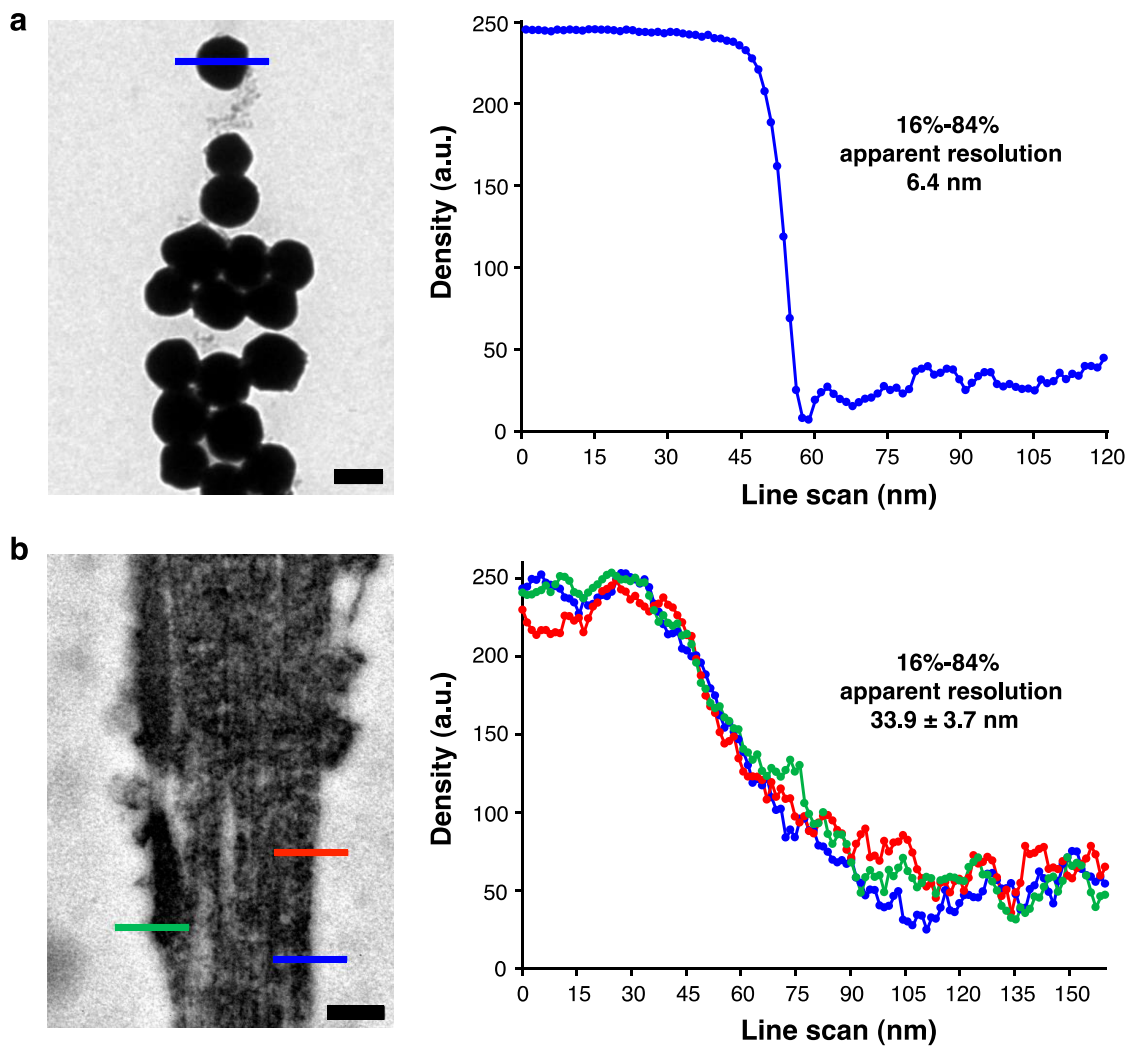 a
250
200
150
100
50
0
Density (a.u.)
16%-84%
apparent resolution
6.4 nm
0 15 30 45 60 75 90 105 120
Line scan (nm)
b
250
200
150
100
50
0
Density (a.u.)
16%-84%
apparent resolution
33.9 ± 3.7 nm
0 15 30 45 60 75 90 105 120 135 150
Line scan (nm)